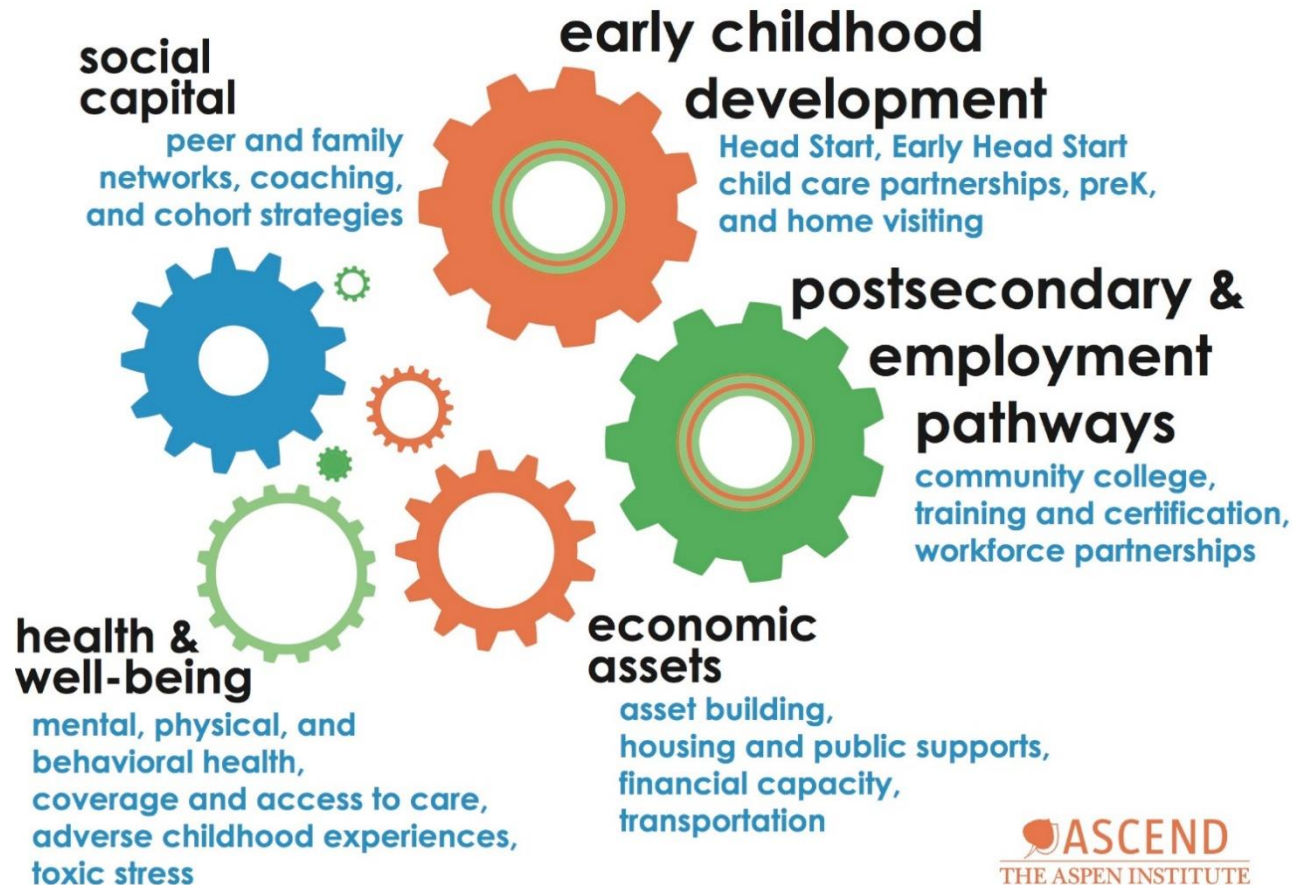 social
capital
peer and family
networks, coaching,
and cohort strategies
early childhood
development
Head Start, Early Head Start
child care partnerships, preK,
and home visiting
postsecondary &
employment
pathways
community college,
training and certification,
workforce partnerships
health &
well-being
mental, physical, and
behavioral health,
coverage and access to care,
adverse childhood experiences,
toxic stress
economic
assets
asset building,
housing and public supports,
financial capacity,
transportation
ASCEND
THE ASPEN INSTITUTE